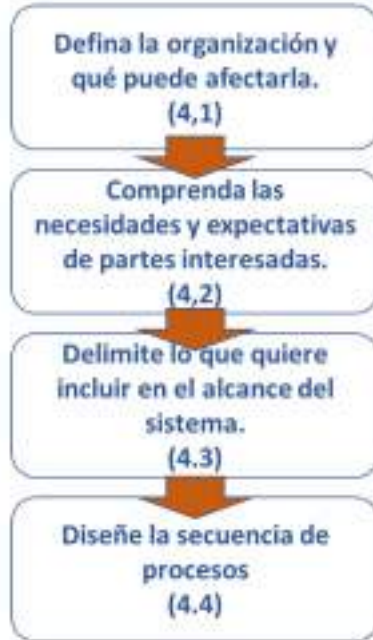 Defina la organización y
qué puede afectarla.
(4,1)
Comprenda las
necesidades y expectativas
de partes interesadas.
(4,2)
Delimite lo que quiere
incluir en el alcance del
sistema.
(4.3)
Diseñe la secuencia de
procesos
(4.4)